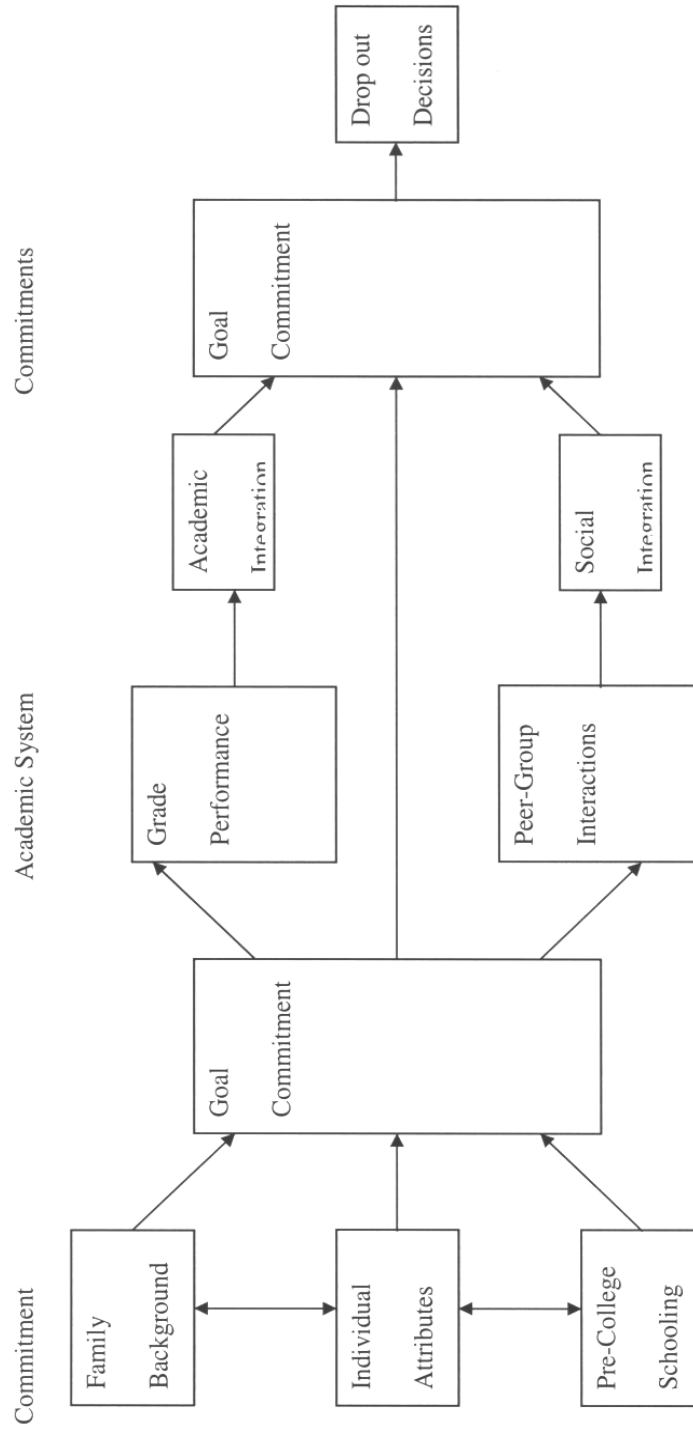 Commitment
Academic System
Commitments
Family
Background
Individual
Attributes
Pre-College
Schooling
Goal
Commitment
Grade
Performance
Peer-Group
Interactions
Academic
Integration
Social
Integration
Goal
Commitment
Drop out
Decisions